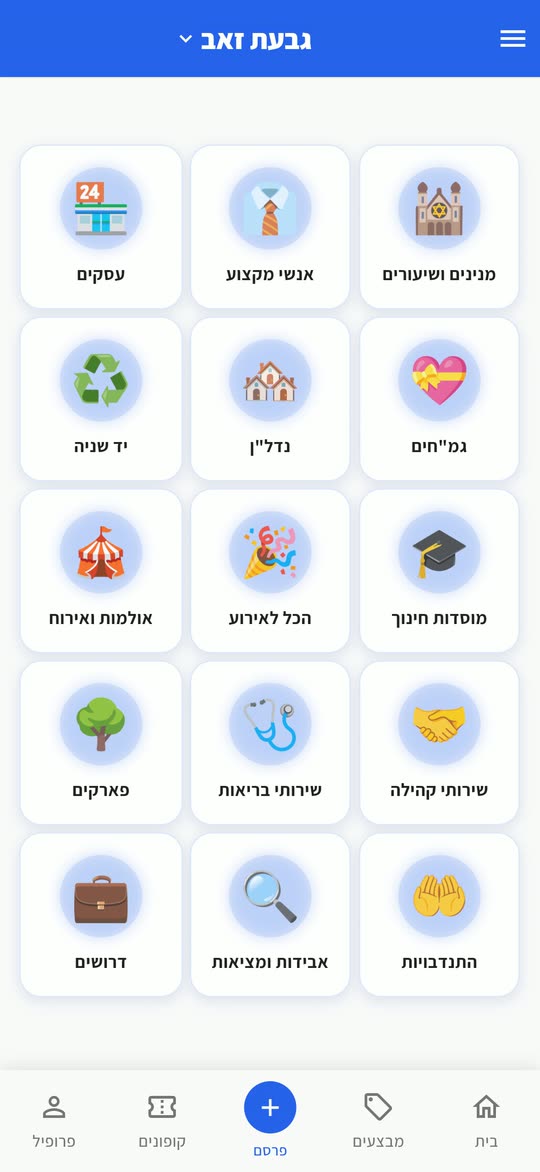 גבעת זאב
מנינים ושיעורים
אנשי מקצוע
24
עסקים
גמ"חים
נדל"ן
יד שניה
מוסדות חינוך
הכל לאירוע
אולמות ואירוח
שירותי קהילה
שירותי בריאות
פארקים
התנדבויות
אבידות ומציאות
דרושים
בית
מבצעים
פרסם
קופונים
פרופיל